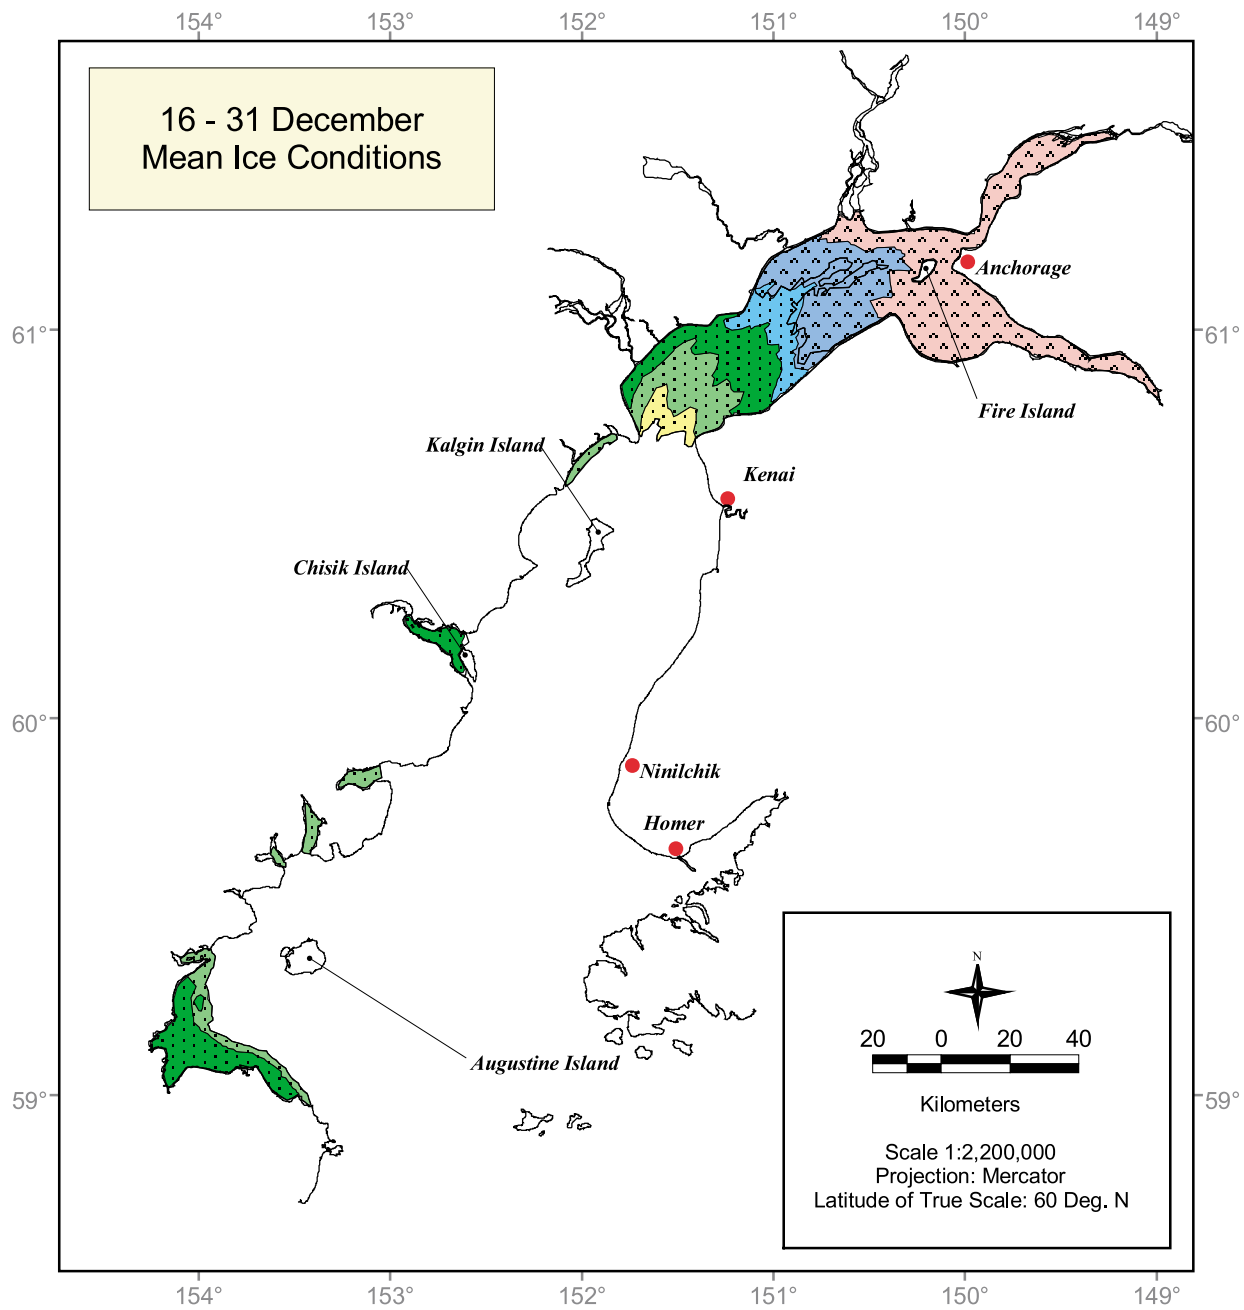 154° 153° 152° 151° 150° 149°
16 - 31 December
Mean Ice Conditions
Anchorage
61° 61°
Fire Island
Kalgin Island
Kenai
Chisik Island
60° 60°
Ninilchik
Homer
N
20 0 20 40
Augustine Island
59° 59°
Kilometers
Scale 1:2,200,000
Projection: Mercator
Latitude of True Scale: 60 Deg. N
154° 153° 152° 151° 150° 149°